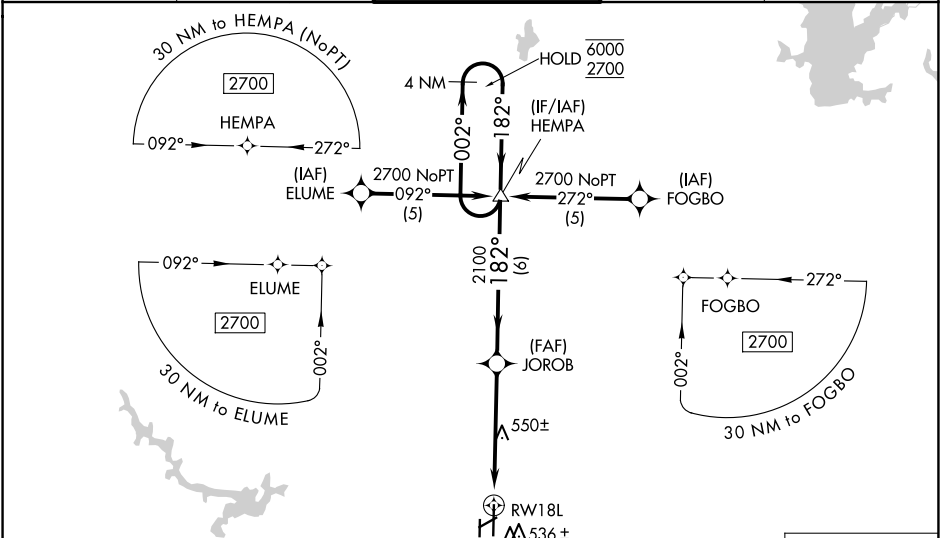 30 NM to HEMPA (NoPT)
2700
HEMPA
092°
272°
HOLD 6000
2700
4 NM
002°
182°
(IF/IAF)
HEMPA
(IAF)
ELUME
2700 NoPT
092°
(5)
2700 NoPT
272°
(5)
(IAF)
FOGBO
2100
182°
(6)
092°
ELUME
2700
002°
30 NM to ELUME
272°
FOGBO
2700
002°
30 NM to FOGBO
(FAF)
JOROB
550±
RW18L
536 ±